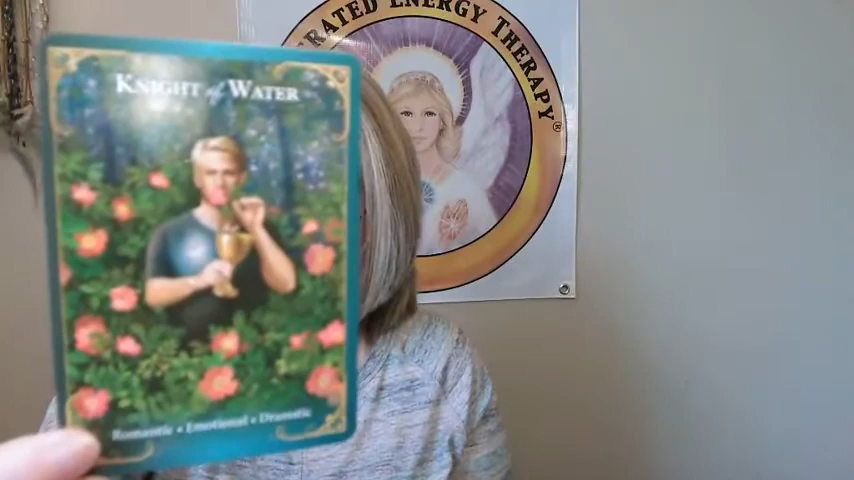 KNIGHT of WATER
Romantic • Emotional • Dramatic
RATED ENERGY THERAPY®